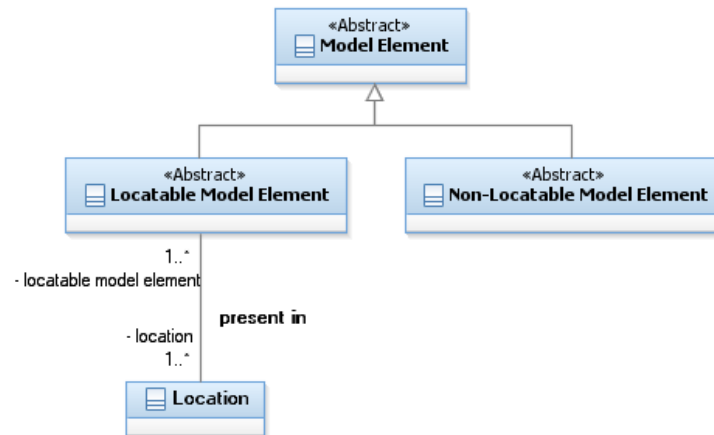 «Abstract»
Model Element
«Abstract»
Locatable Model Element
«Abstract»
Non-Locatable Model Element
1..*
- locatable model element
present in
- location
1..*
Location